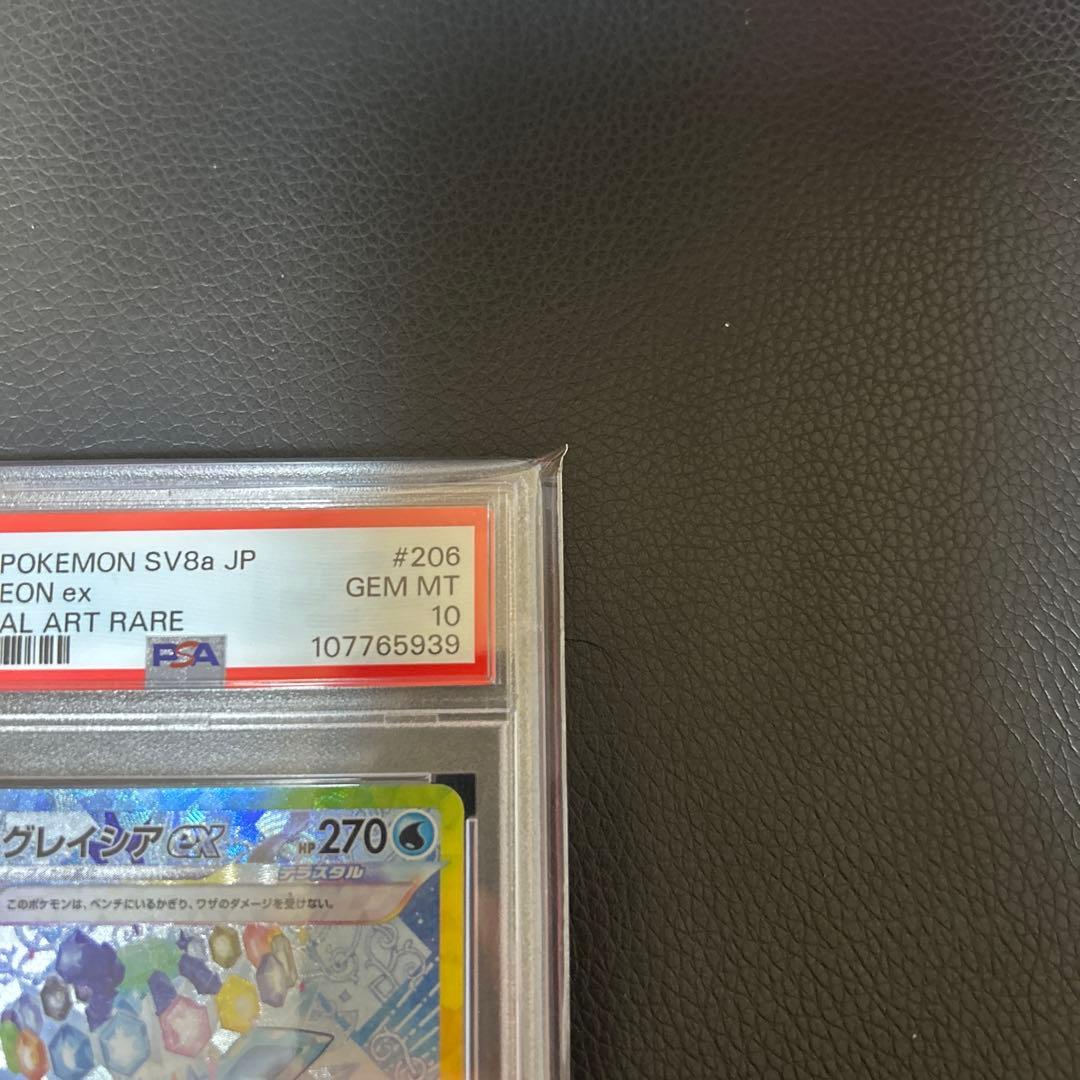 POKEMON SV8a JP #206
EON ex GEM MT
AL ART RARE 10
PSA 107765939
グレイシアex HP 270
テラスタル
このポケモンは、ベンチにいるかぎり、ワザのダメージを受けない。